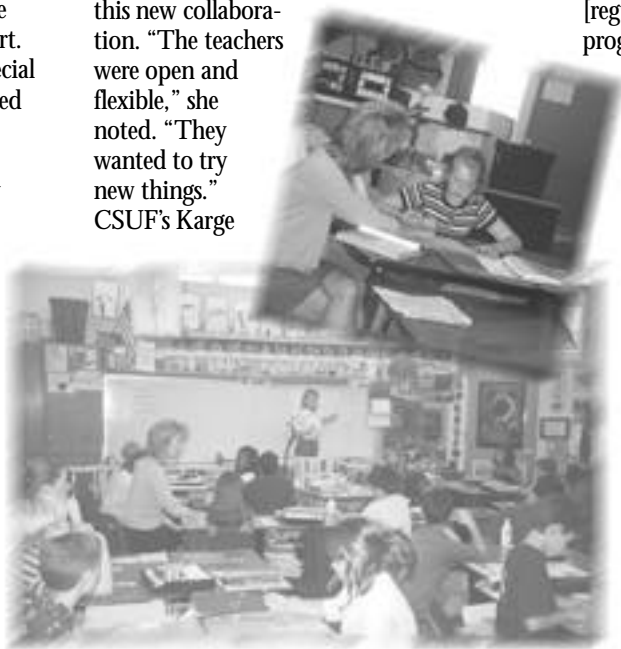 rt.
ecial
ed
this new collabora-
tion. “The teachers
were open and
flexible,” she
noted. “They
wanted to try
new things.”
CSUF’s Karge
[reg
prog